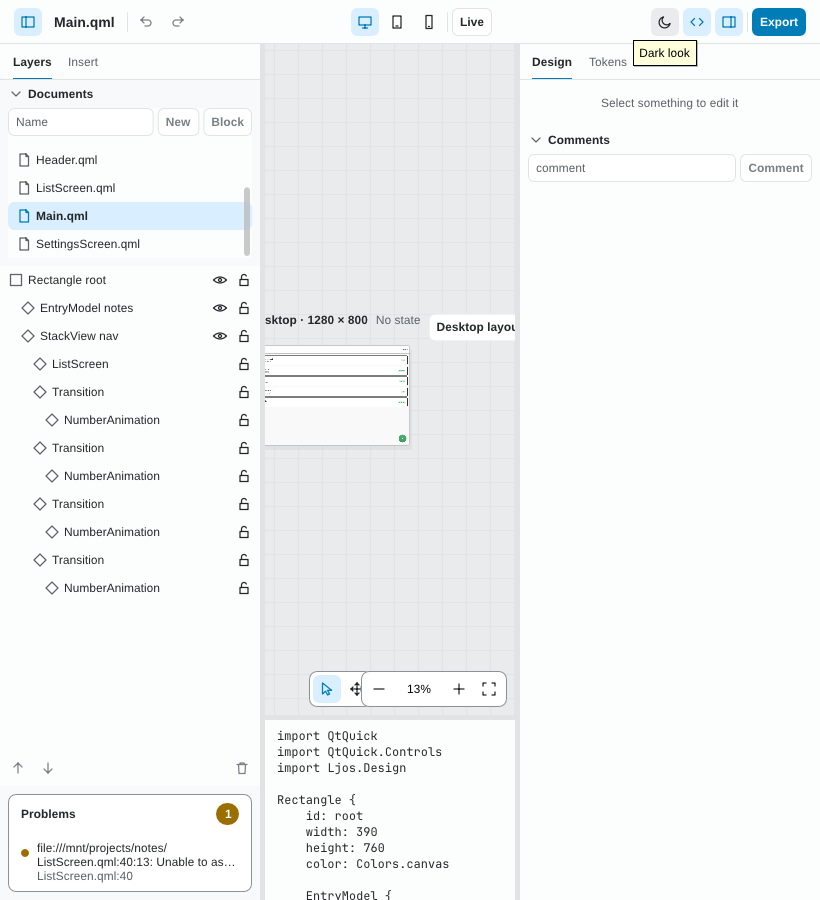 Main.qml
Live
Export
Dark look
Layers
Insert
Documents
Name
New
Block
Header.qml
ListScreen.qml
Main.qml
SettingsScreen.qml
Rectangle root
EntryModel notes
StackView nav
ListScreen
Transition
NumberAnimation
Transition
NumberAnimation
Transition
NumberAnimation
Transition
NumberAnimation
Problems
1
file:///mnt/projects/notes/
ListScreen.qml:40:13: Unable to as…
ListScreen.qml:40
sktop · 1280 × 800 No state
Desktop layou
13%
import QtQuick
import QtQuick.Controls
import Ljos.Design
Rectangle {
id: root
width: 390
height: 760
color: Colors.canvas
EntryModel {
Design
Tokens
Select something to edit it
Comments
comment
Comment